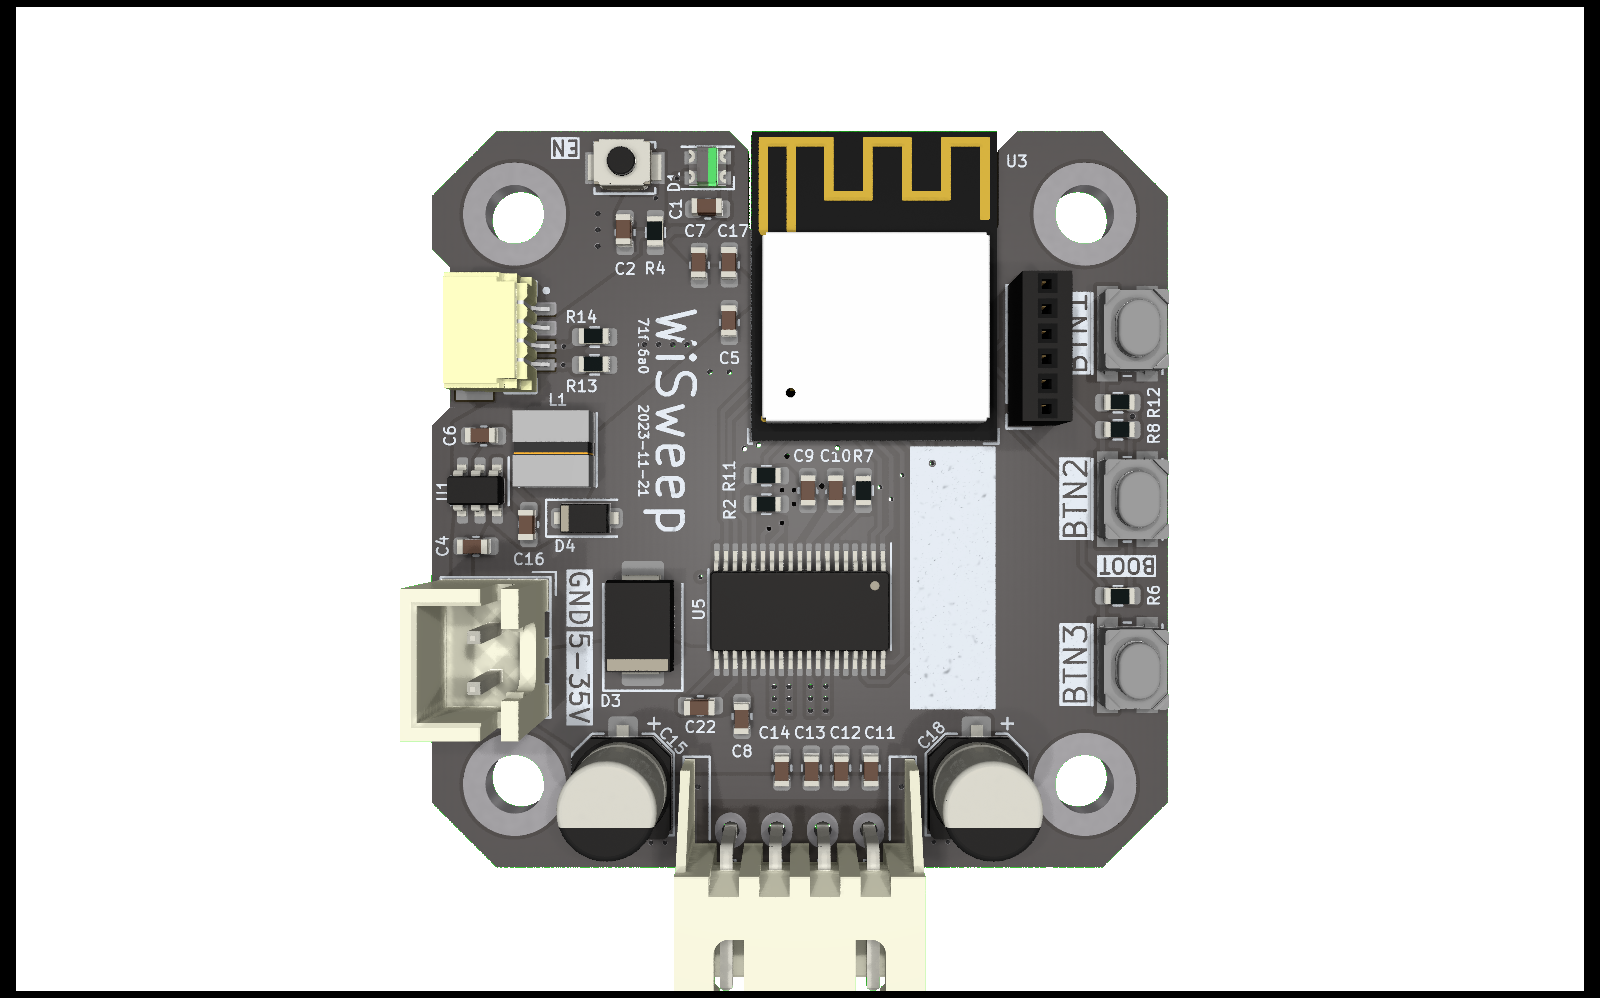 EN
D1
U3
C1
C7 C17
C2 R4
R14
R13
C5
WiSweep
2023-11-21
BTN1
L1
C6
R12
R8
C9 C10 R7
R11
R2
U1
C4
C16
D4
BTN2
BOOT
R6
GND 5-35V
U5
D3
BTN3
C22
C8
C14 C13 C12 C11
+
C15
C18
+